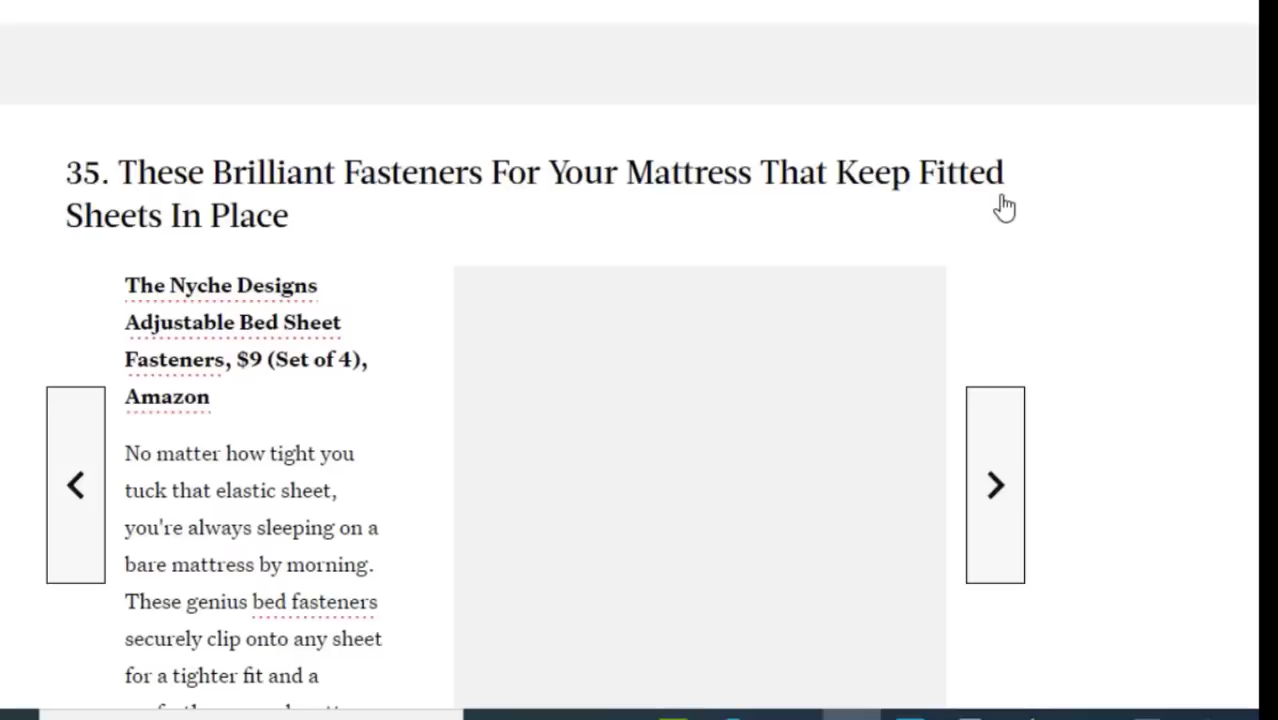 35. These Brilliant Fasteners For Your Mattress That Keep Fitted
Sheets In Place
The Nyche Designs
Adjustable Bed Sheet
Fasteners, $9 (Set of 4),
Amazon
No matter how tight you
tuck that elastic sheet,
you're always sleeping on a
bare mattress by morning.
These genius bed fasteners
securely clip onto any sheet
for a tighter fit and a